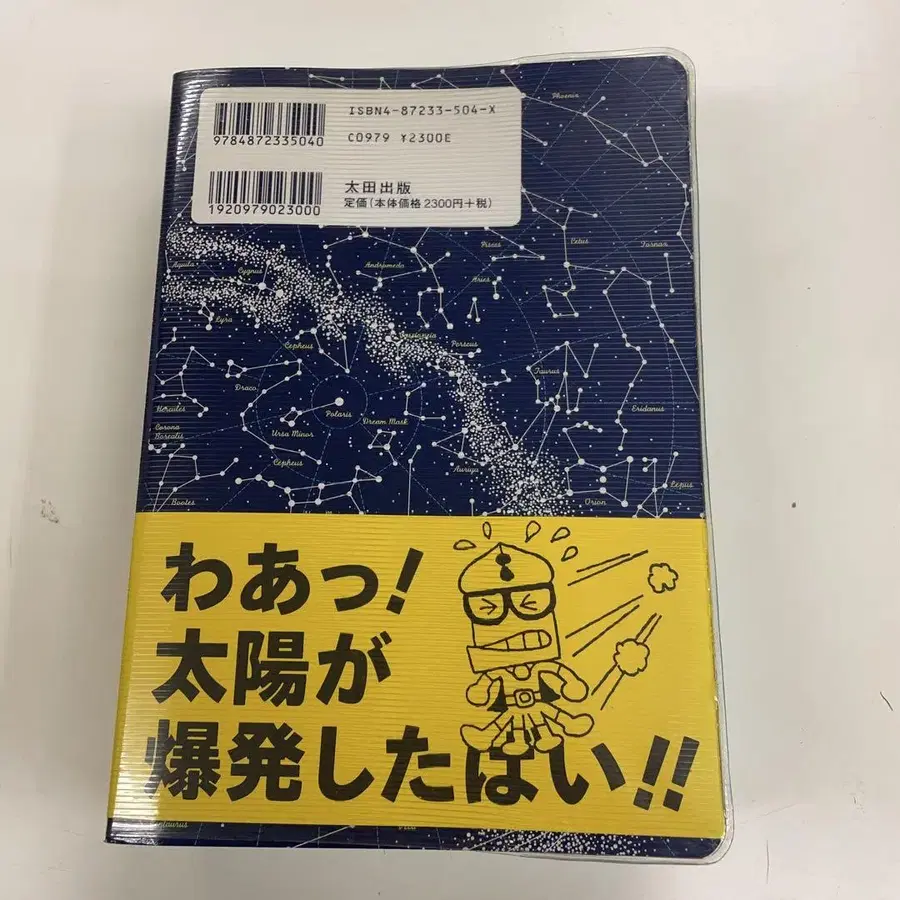 ISBN4-87233-504-X
9784872335040
C0979 ¥2300E
太田出版
1920979023000
定価(本体価格2300円+税)
Phoenix
Pisces
Cetus
Fornax
Aquila
Cygnus
Andromeda
Aries
Lyra
Cepheus
Cassiopeia
Perseus
Draco
Taurus
Hercules
Polaris
Dream Mask
Eridanus
Corona
Borealis
Ursa Minor
Cepheus
Auriga
Lepus
Bootes
Orion
わあっ!
太陽が
爆発したばい!!